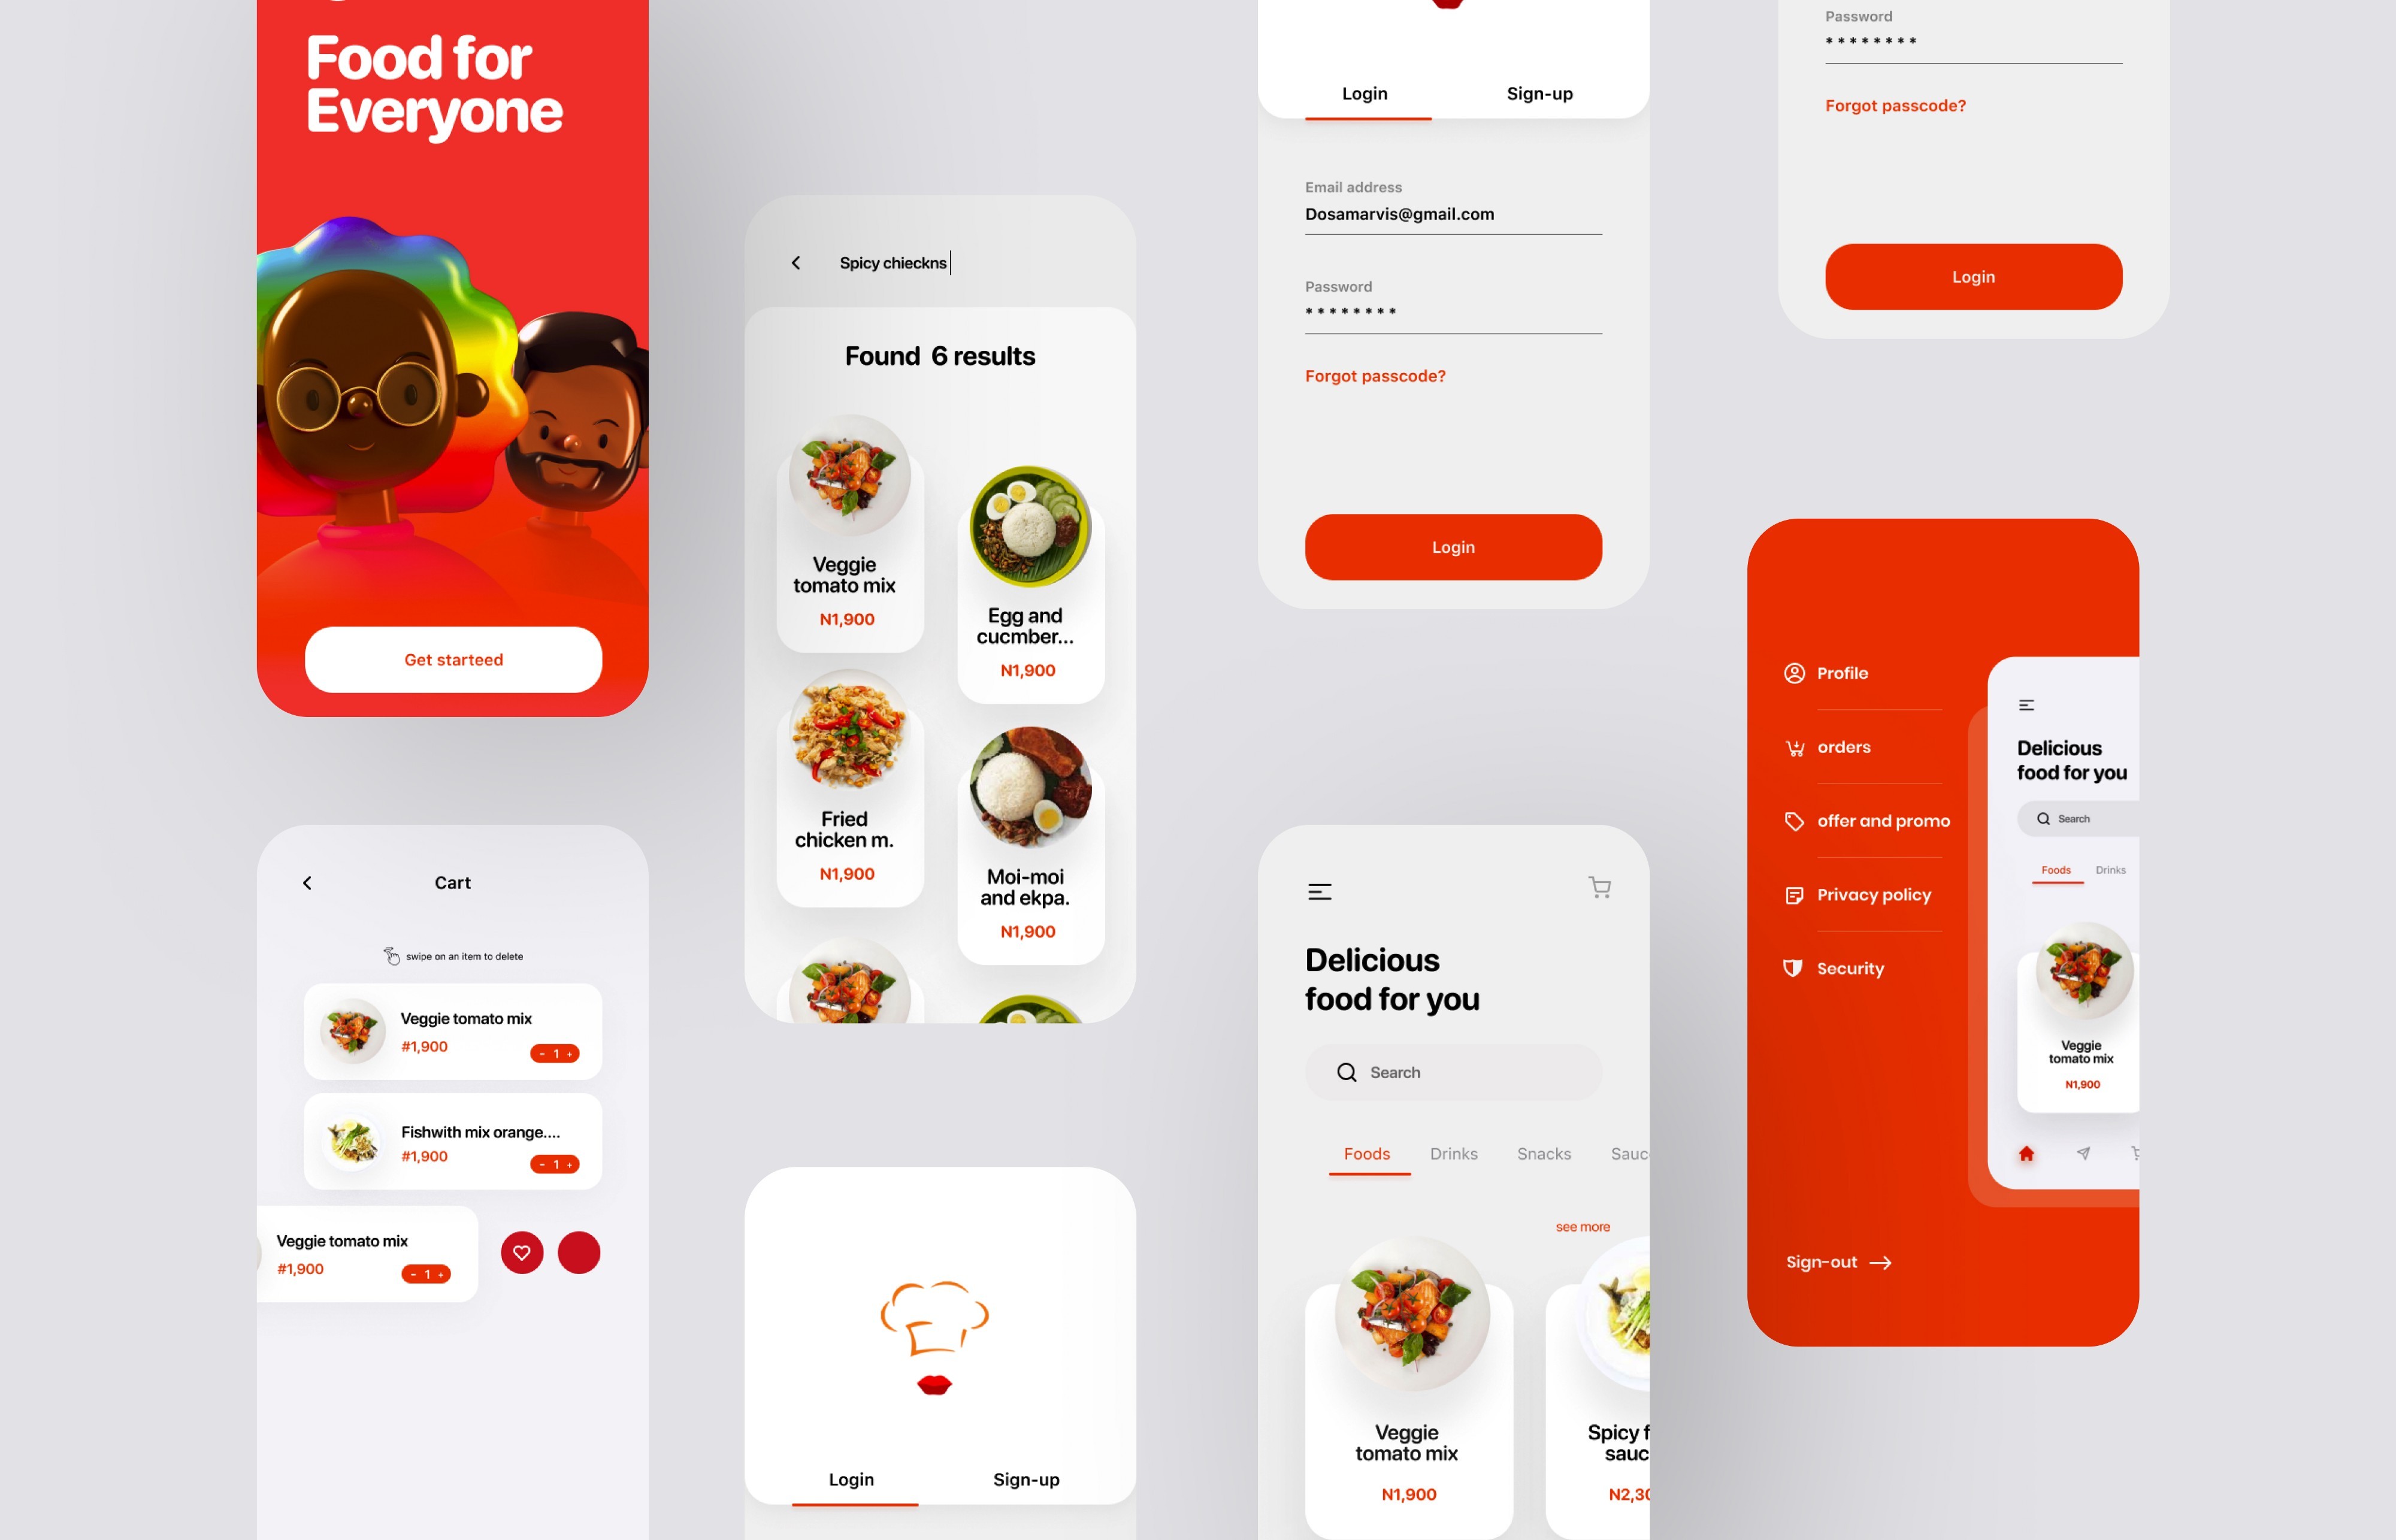 Food for
Everyone
Get starteed
Cart
swipe on an item to delete
Veggie tomato mix
#1,900
- 1 +
Fishwith mix orange....
#1,900
- 1 +
Veggie tomato mix
#1,900
- 1 +
Spicy chieckns
Found 6 results
Veggie
tomato mix
N1,900
Egg and
cucmber...
N1,900
Fried
chicken m.
N1,900
Moi-moi
and ekpa.
N1,900
Login Sign-up
Login Sign-up
Email address
Dosamarvis@gmail.com
Password
********
Forgot passcode?
Login
Delicious
food for you
Search
Foods Drinks Snacks Sauc
see more
Veggie
tomato mix
N1,900
Spicy f
sauc
N2,30
Password
********
Forgot passcode?
Login
Profile
orders
offer and promo
Privacy policy
Security
Sign-out
Delicious
food for you
Search
Foods Drinks
Veggie
tomato mix
N1,900